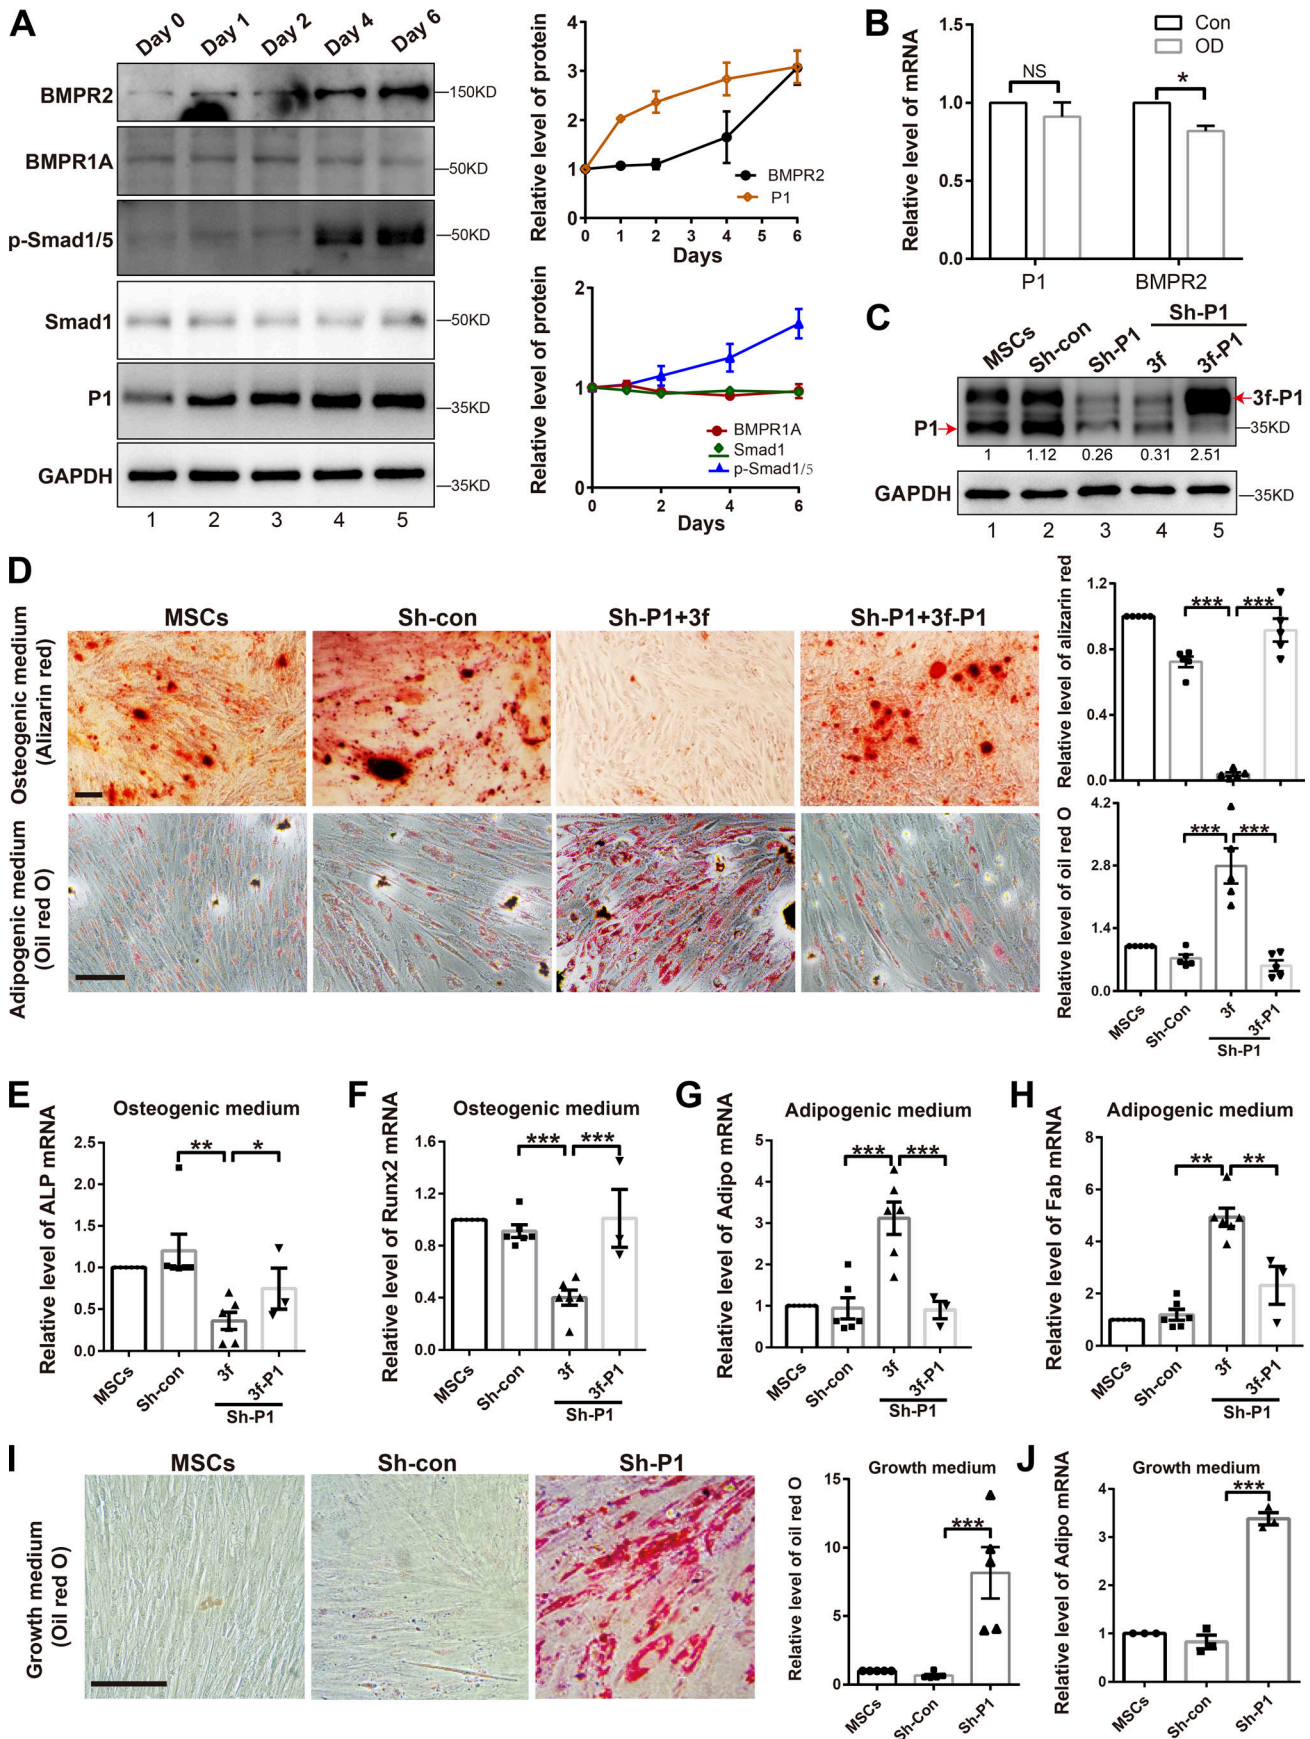 A
Day 0 Day 1 Day 2 Day 4 Day 6
BMPR2
150KD
BMPR1A
50KD
p-Smad1/5
50KD
Smad1
50KD
P1
35KD
GAPDH
35KD
1 2 3 4 5
Relative level of protein
4
3
2
1
0
0 1 2 4 6
Days
BMPR2
P1
Relative level of protein
2
1
0
0 2 4 6
Days
BMPR1A
Smad1
p-Smad1/5
B
Relative level of mRNA
1.5
1.0
0.5
0.0
Con
OD
NS
*
P1 BMPR2
C
Sh-P1
MSCs Sh-con Sh-P1 3f 3f-P1
3f-P1
P1
35KD
1 1.12 0.26 0.31 2.51
GAPDH
35KD
1 2 3 4 5
D
MSCs Sh-con Sh-P1+3f Sh-P1+3f-P1
Osteogenic medium
(Alizarin red)
Adipogenic medium
(Oil red O)
Relative level of alizarin red
1.2
0.8
0.4
0.0
*** ***
Relative level of oil red O
4.2
2.8
1.4
0.0
*** ***
MSCs Sh-Con 3f 3f-P1
Sh-P1
E
Osteogenic medium
Relative level of ALP mRNA
2.5
2.0
1.5
1.0
0.5
0.0
** *
MSCs Sh-con 3f 3f-P1
Sh-P1
F
Osteogenic medium
Relative level of Runx2 mRNA
1.6
1.2
0.8
0.4
0.0
*** ***
MSCs Sh-con 3f 3f-P1
Sh-P1
G
Adipogenic medium
Relative level of Adipo mRNA
5
4
3
2
1
0
*** ***
MSCs Sh-con 3f 3f-P1
Sh-P1
H
Adipogenic medium
Relative level of Fab mRNA
8
6
4
2
0
** **
MSCs Sh-con 3f 3f-P1
Sh-P1
I
MSCs Sh-con Sh-P1
Growth medium
(Oil red O)
Growth medium
Relative level of oil red O
15
10
5
0
***
MSCs Sh-Con Sh-P1
J
Growth medium
Relative level of Adipo mRNA
4
3
2
1
0
***
MSCs Sh-con Sh-P1